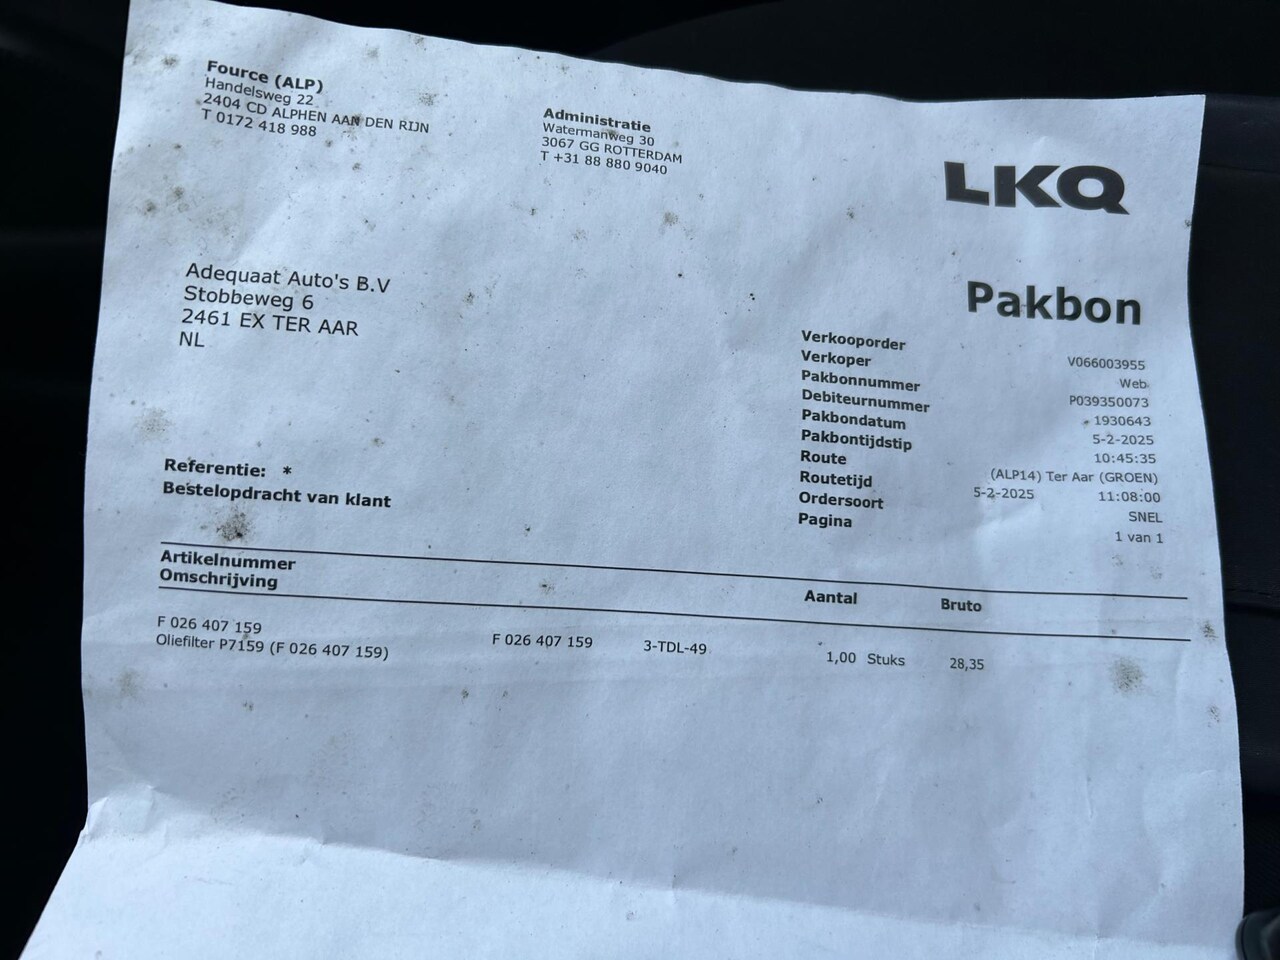 Fource (ALP)
Handelsweg 22
2404 CD ALPHEN AAN DEN RIJN
T 0172 418 988
Administratie
Watermanweg 30
3067 GG ROTTERDAM
T +31 88 880 9040
LKQ
Adequaat Auto's B.V
Stobbeweg 6
2461 EX TER AAR
NL
Pakbon
Verkooporder V066003955
Verkoper Web
Pakbonnummer P039350073
Debiteurnummer 1930643
Pakbondatum 5-2-2025
Pakbontijdstip 10:45:35
Route (ALP14) Ter Aar (GROEN)
Routetijd 5-2-2025 11:08:00
Ordersoort SNEL
Pagina 1 van 1
Referentie: *
Bestelopdracht van klant
Artikelnummer
Omschrijving Aantal Bruto
F 026 407 159
Oliefilter P7159 (F 026 407 159) F 026 407 159 3-TDL-49 1,00 Stuks 28,35